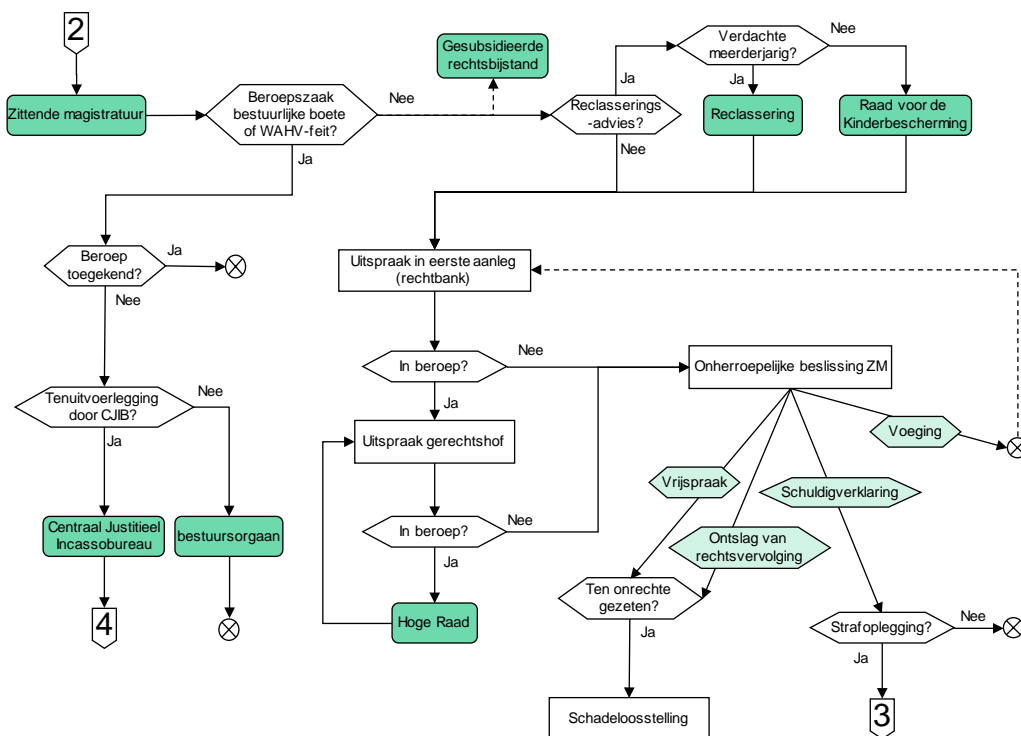 2
Zittende magistratuur
Beroepszaak
bestuurlijke boete
of WAHV-feit?
Nee
Ja
Gesubsidieerde
rechtsbijstand
Reclasserings
-advies?
Ja
Nee
Verdachte
meerderjarig?
Nee
Ja
Reclassering
Raad voor de
Kinderbescherming
Beroep
toegekend?
Ja
Nee
Uitspraak in eerste aanleg
(rechtbank)
In beroep?
Nee
Ja
Onherroepelijke beslissing ZM
Tenuitvoerlegging
door CJIB?
Nee
Ja
Uitspraak gerechtshof
Voeging
Vrijspraak
Schuldigverklaring
Centraal Justitieel
Incassobureau
bestuursorgaan
In beroep?
Nee
Ja
Ontslag van
rechtsvervolging
Ten onrechte
gezeten?
Ja
4
Hoge Raad
Strafoplegging?
Nee
Ja
Schadeloosstelling
3